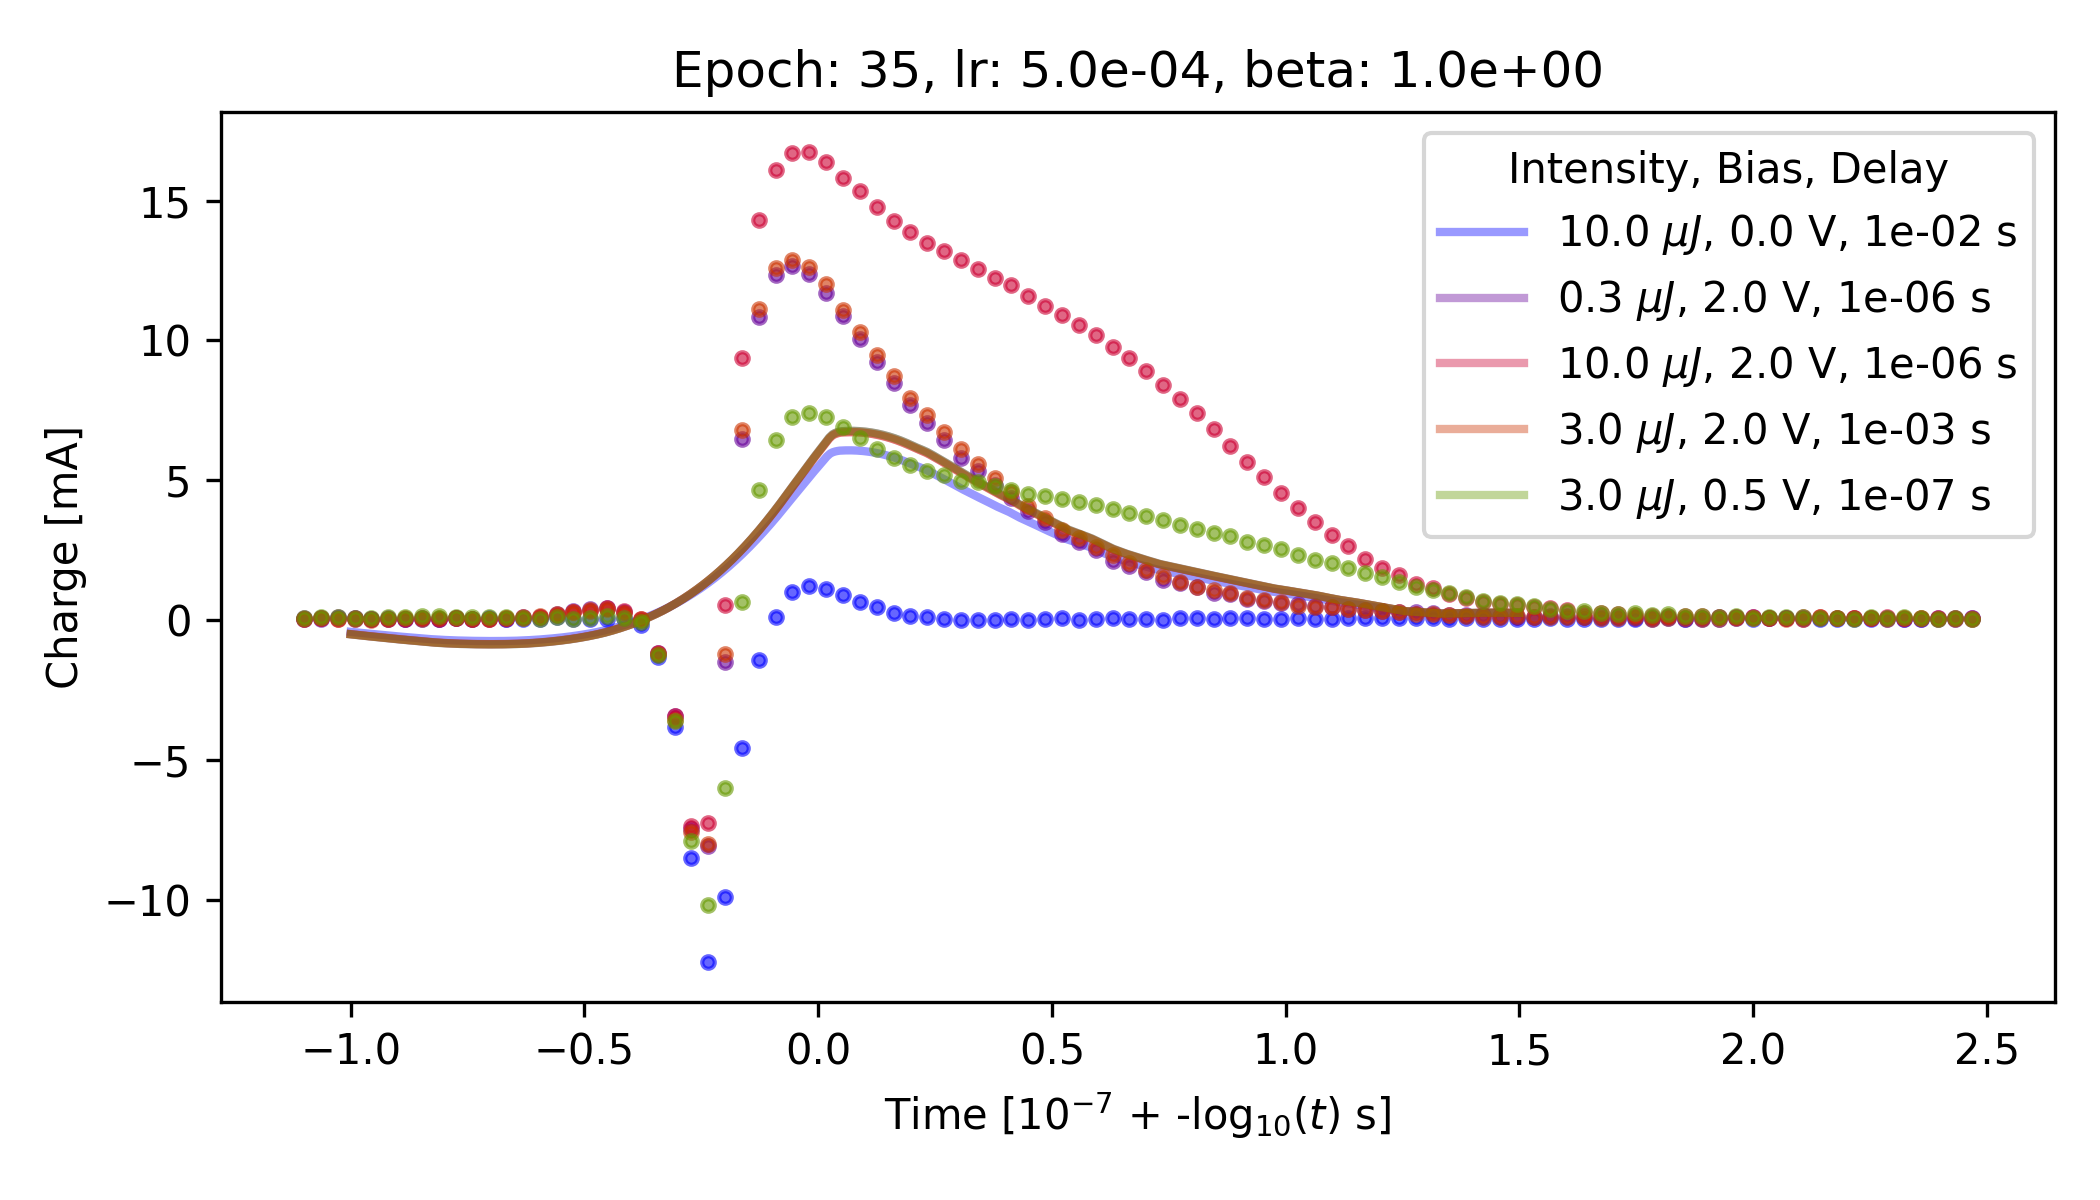 Epoch: 35, lr: 5.0e-04, beta: 1.0e+00
Charge [mA]
15
10
5
0
−5
−10
Intensity, Bias, Delay
10.0 μJ, 0.0 V, 1e-02 s
0.3 μJ, 2.0 V, 1e-06 s
10.0 μJ, 2.0 V, 1e-06 s
3.0 μJ, 2.0 V, 1e-03 s
3.0 μJ, 0.5 V, 1e-07 s
−1.0 −0.5 0.0 0.5 1.0 1.5 2.0 2.5
Time [10⁻⁷ + -log₁₀(t) s]